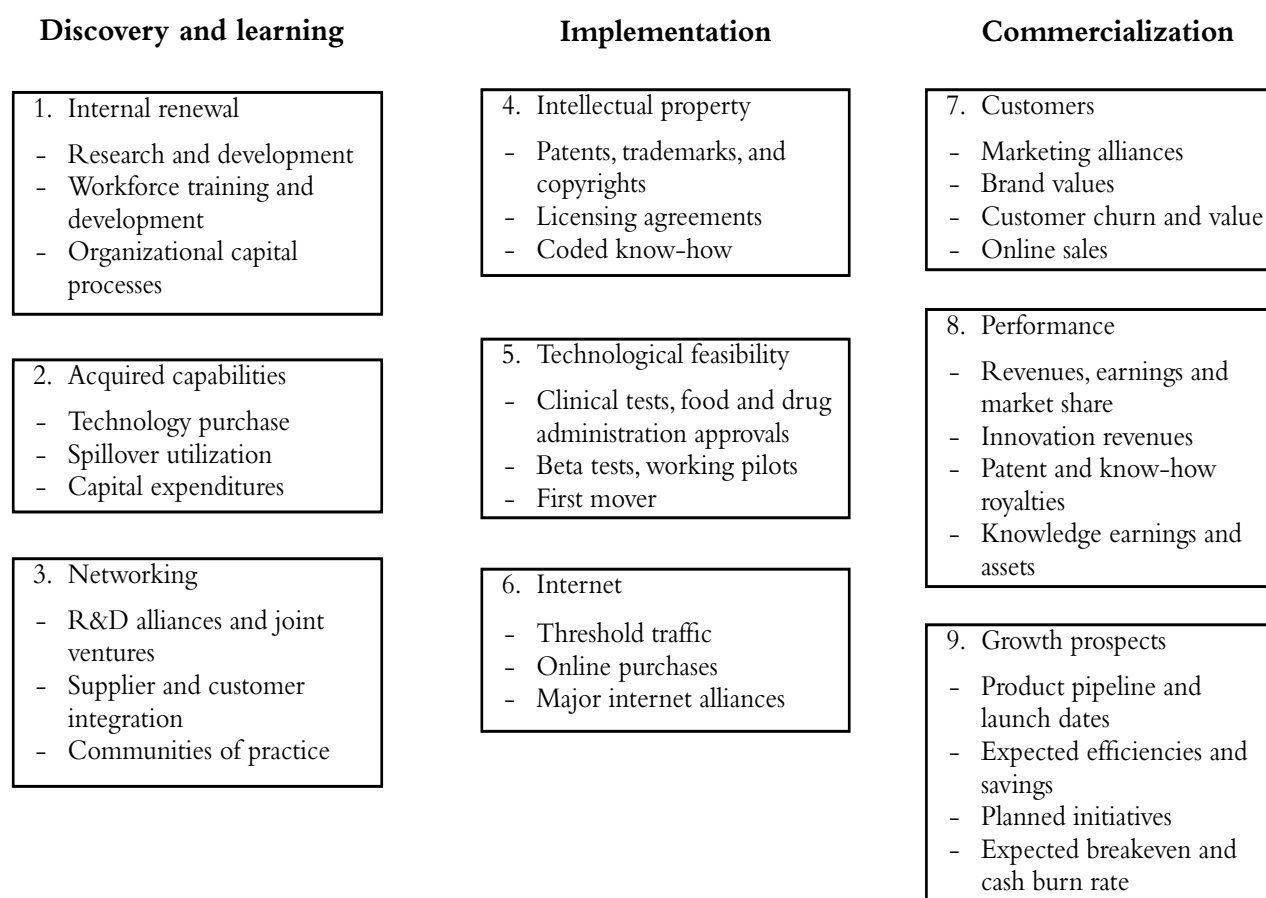 Discovery and learning
1. Internal renewal
- Research and development
- Workforce training and
development
- Organizational capital
processes
2. Acquired capabilities
- Technology purchase
- Spillover utilization
- Capital expenditures
3. Networking
- R&D alliances and joint
ventures
- Supplier and customer
integration
- Communities of practice
Implementation
4. Intellectual property
- Patents, trademarks, and
copyrights
- Licensing agreements
- Coded know-how
5. Technological feasibility
- Clinical tests, food and drug
administration approvals
- Beta tests, working pilots
- First mover
6. Internet
- Threshold traffic
- Online purchases
- Major internet alliances
Commercialization
7. Customers
- Marketing alliances
- Brand values
- Customer churn and value
- Online sales
8. Performance
- Revenues, earnings and
market share
- Innovation revenues
- Patent and know-how
royalties
- Knowledge earnings and
assets
9. Growth prospects
- Product pipeline and
launch dates
- Expected efficiencies and
savings
- Planned initiatives
- Expected breakeven and
cash burn rate